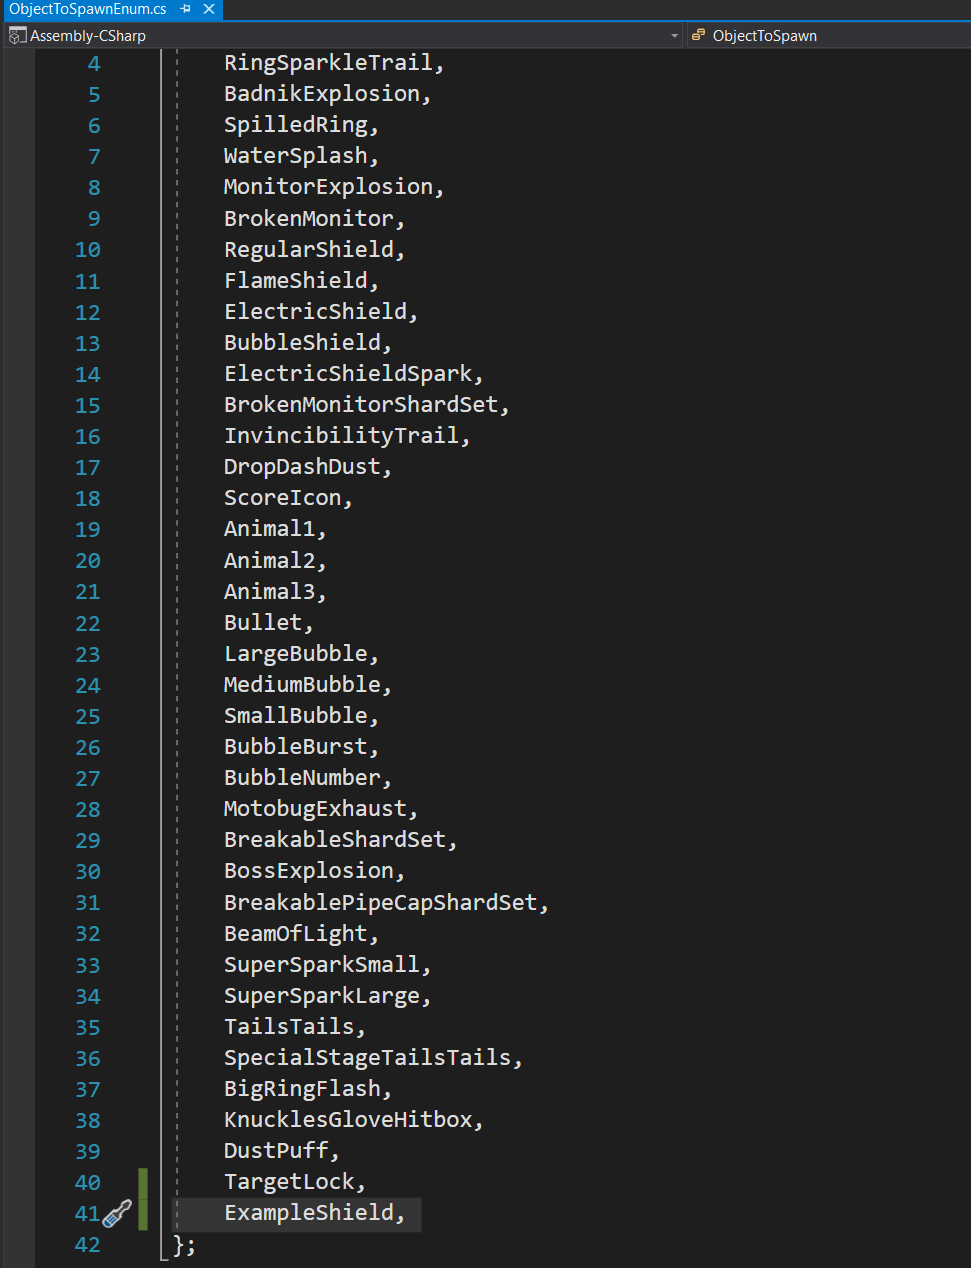 ObjectToSpawnEnum.cs
Assembly-CSharp ObjectToSpawn
4 RingSparkleTrail,
5 BadnikExplosion,
6 SpilledRing,
7 WaterSplash,
8 MonitorExplosion,
9 BrokenMonitor,
10 RegularShield,
11 FlameShield,
12 ElectricShield,
13 BubbleShield,
14 ElectricShieldSpark,
15 BrokenMonitorShardSet,
16 InvincibilityTrail,
17 DropDashDust,
18 ScoreIcon,
19 Animal1,
20 Animal2,
21 Animal3,
22 Bullet,
23 LargeBubble,
24 MediumBubble,
25 SmallBubble,
26 BubbleBurst,
27 BubbleNumber,
28 MotobugExhaust,
29 BreakableShardSet,
30 BossExplosion,
31 BreakablePipeCapShardSet,
32 BeamOfLight,
33 SuperSparkSmall,
34 SuperSparkLarge,
35 TailsTails,
36 SpecialStageTailsTails,
37 BigRingFlash,
38 KnucklesGloveHitbox,
39 DustPuff,
40 TargetLock,
41 ExampleShield,
42 };